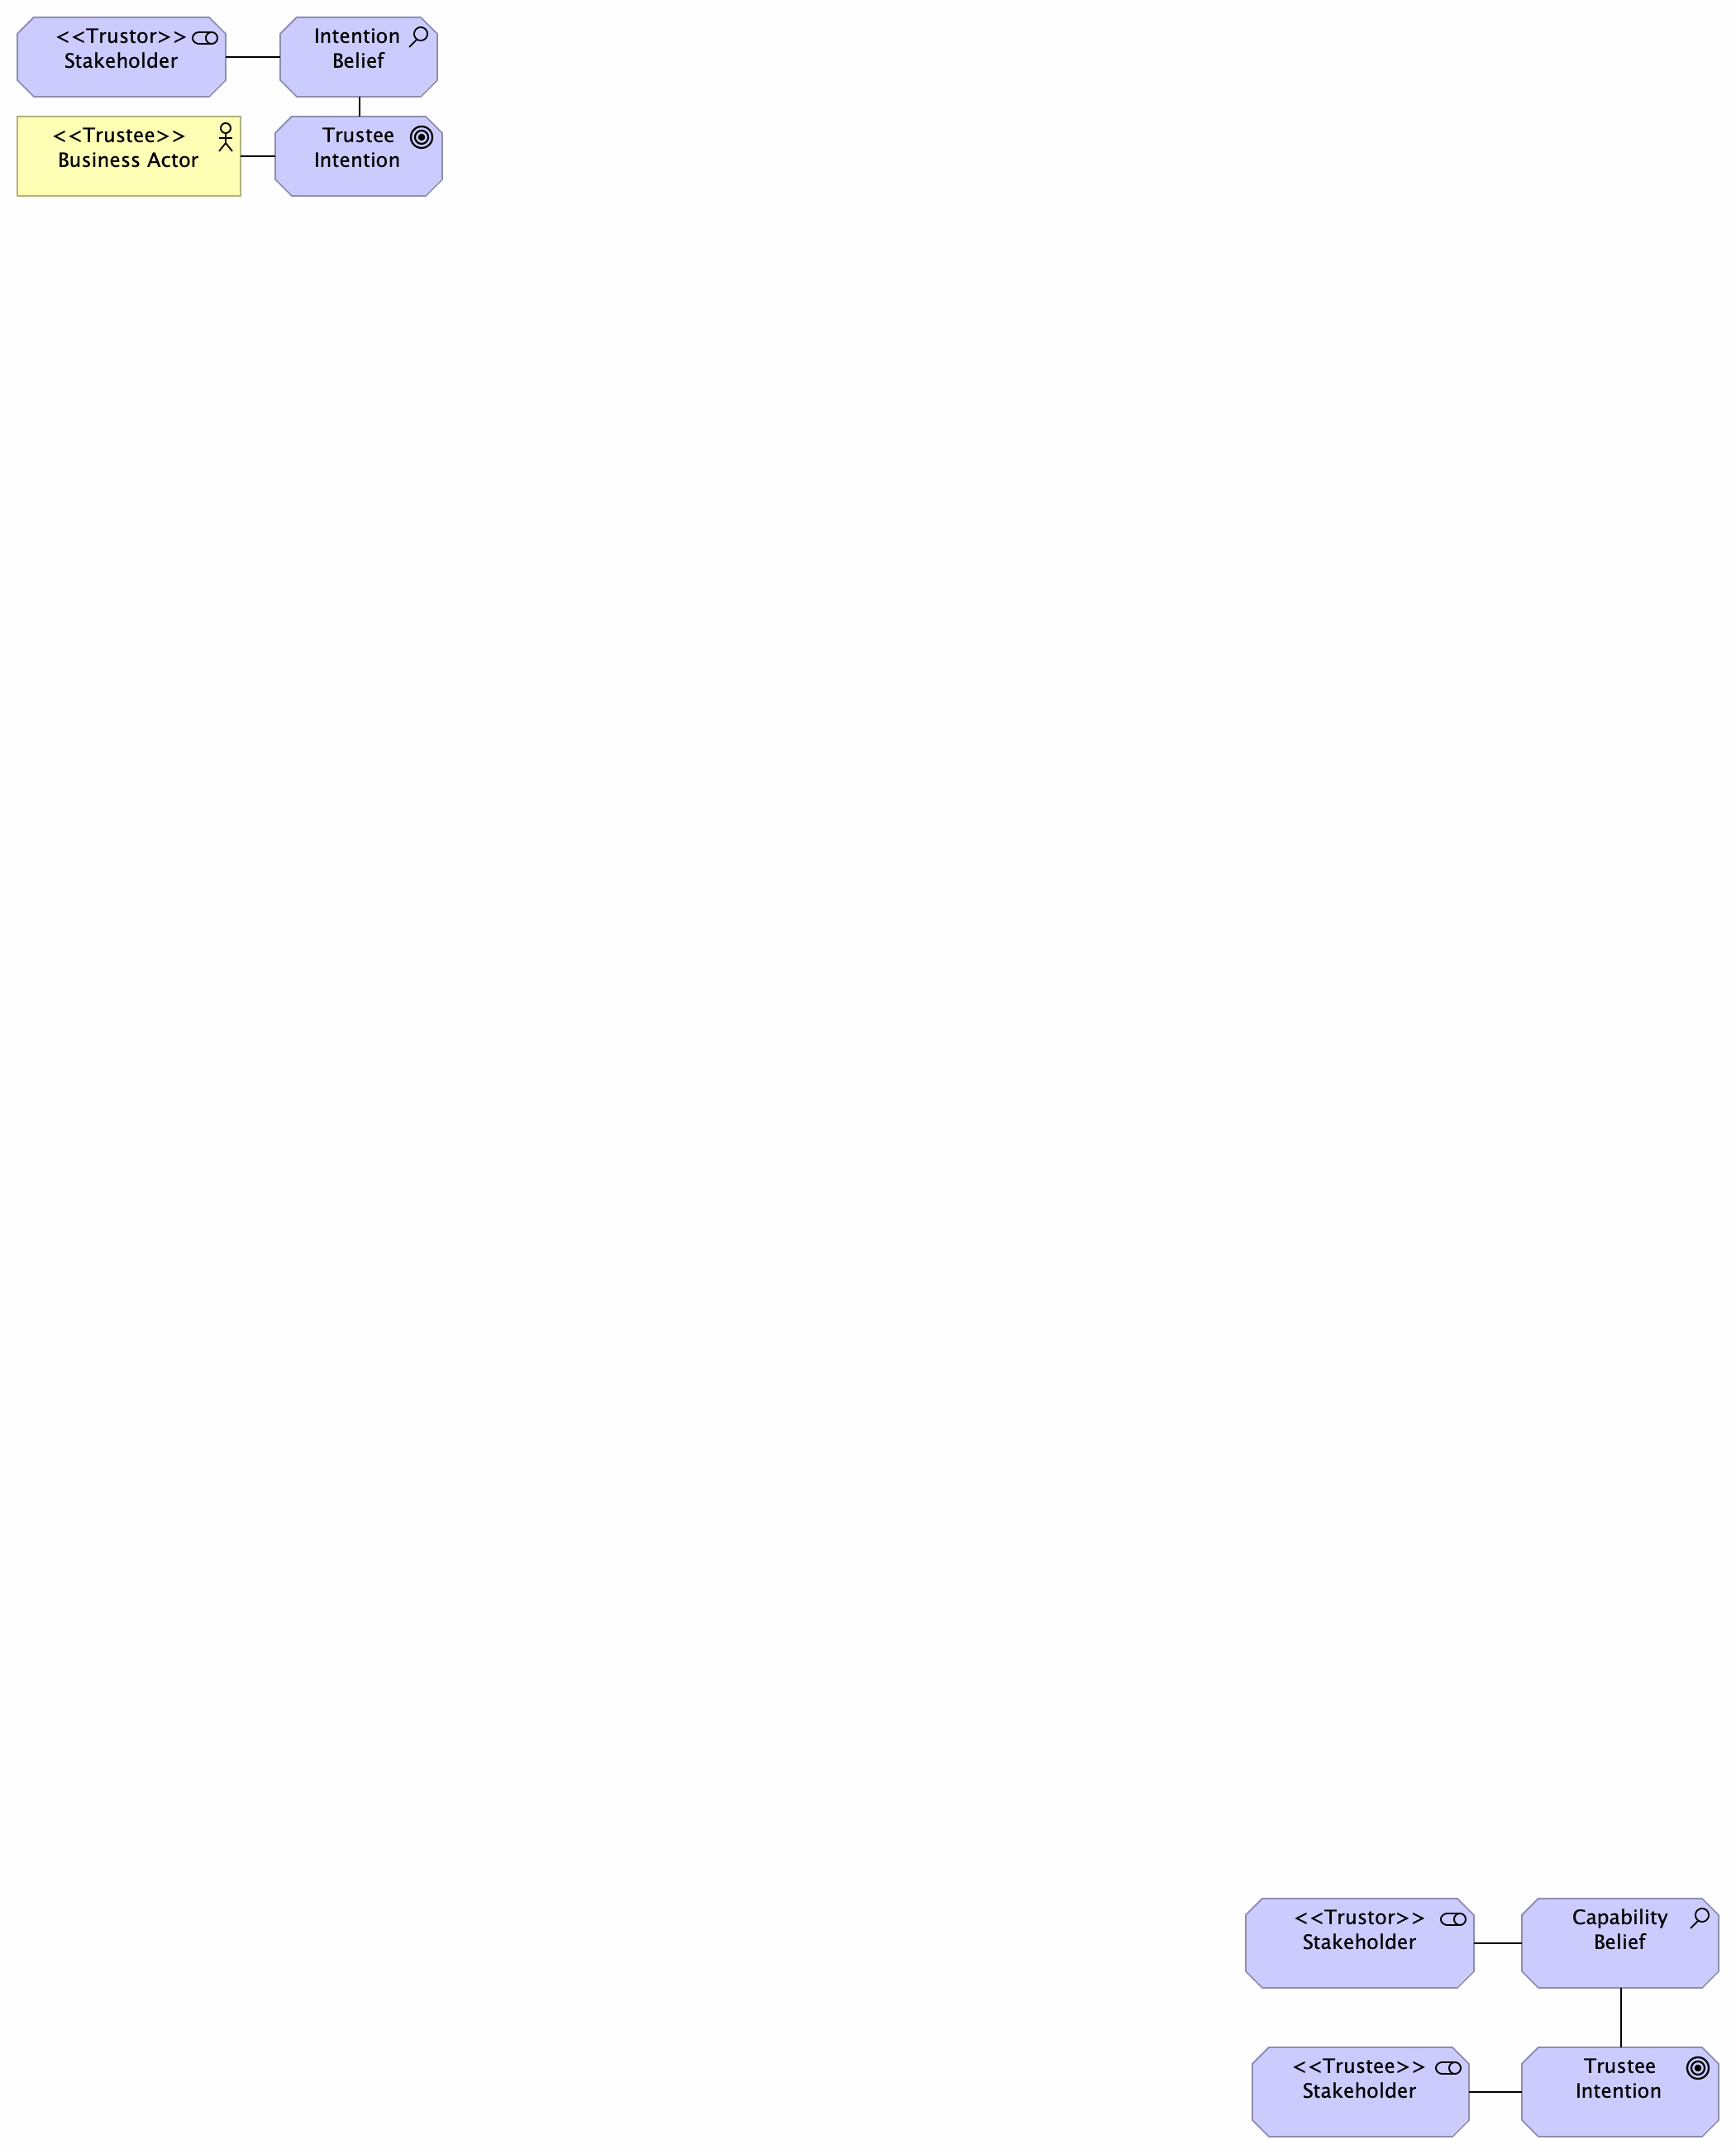 <<Trustor>>
Stakeholder
Intention
Belief
<<Trustee>>
Business Actor
Trustee
Intention
<<Trustor>>
Stakeholder
Capability
Belief
<<Trustee>>
Stakeholder
Trustee
Intention